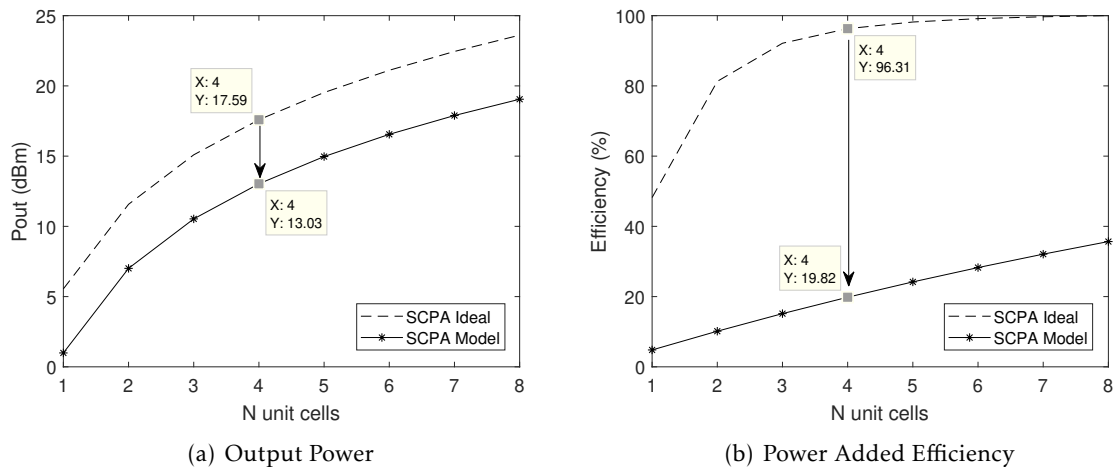 25
20
15
10
5
0
Pout (dBm)
X: 4
Y: 17.59
X: 4
Y: 13.03
SCPA Ideal
SCPA Model
1 2 3 4 5 6 7 8
N unit cells
(a) Output Power
100
80
60
40
20
0
Efficiency (%)
X: 4
Y: 96.31
X: 4
Y: 19.82
SCPA Ideal
SCPA Model
1 2 3 4 5 6 7 8
N unit cells
(b) Power Added Efficiency